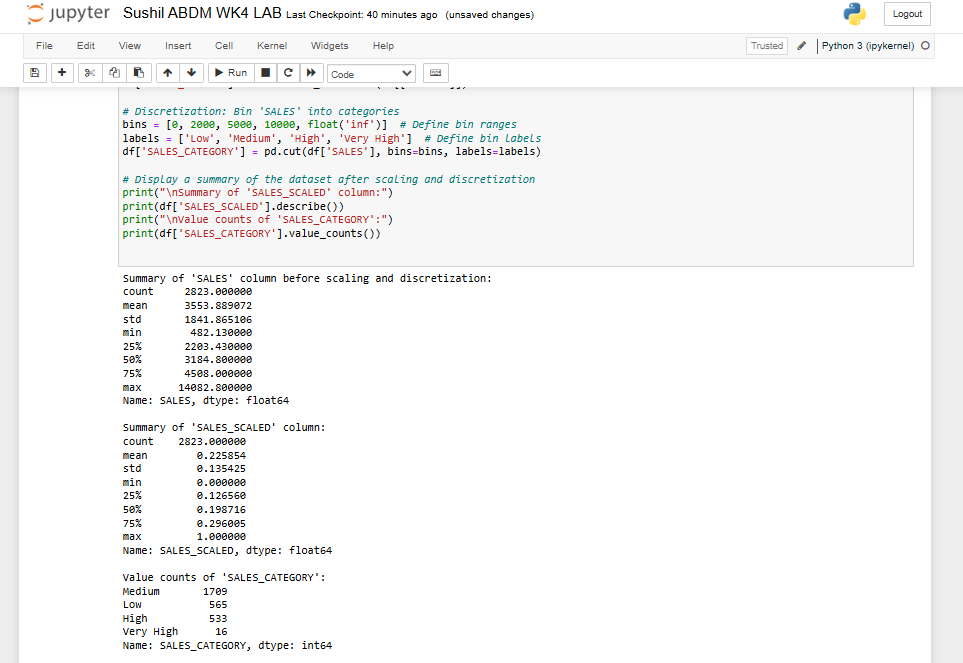 jupyter Sushil ABDM WK4 LAB Last Checkpoint: 40 minutes ago (unsaved changes) Logout
File Edit View Insert Cell Kernel Widgets Help Trusted Python 3 (ipykernel)
Run Code
# Discretization: Bin 'SALES' into categories
bins = [0, 2000, 5000, 10000, float('inf')]  # Define bin ranges
labels = ['Low', 'Medium', 'High', 'Very High']  # Define bin labels
df['SALES_CATEGORY'] = pd.cut(df['SALES'], bins=bins, labels=labels)
# Display a summary of the dataset after scaling and discretization
print("\nSummary of 'SALES_SCALED' column:")
print(df['SALES_SCALED'].describe())
print("\nValue counts of 'SALES_CATEGORY':")
print(df['SALES_CATEGORY'].value_counts())
Summary of 'SALES' column before scaling and discretization:
count     2823.000000
mean      3553.889072
std       1841.865106
min        482.130000
25%       2203.430000
50%       3184.800000
75%       4508.000000
max      14082.800000
Name: SALES, dtype: float64
Summary of 'SALES_SCALED' column:
count    2823.000000
mean        0.225854
std         0.135425
min         0.000000
25%         0.126560
50%         0.198716
75%         0.296005
max         1.000000
Name: SALES_SCALED, dtype: float64
Value counts of 'SALES_CATEGORY':
Medium       1709
Low           565
High          533
Very High      16
Name: SALES_CATEGORY, dtype: int64